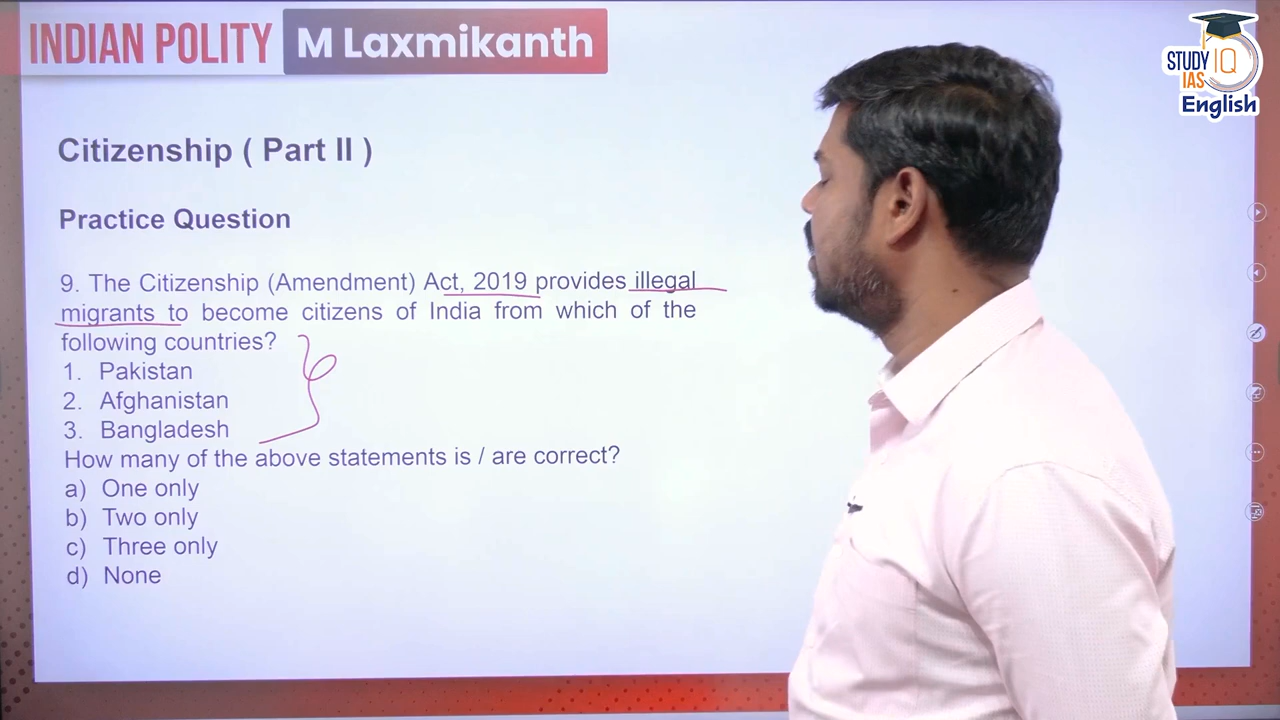 INDIAN POLITY M Laxmikanth
STUDY IQ
IAS
English
Citizenship ( Part II )
Practice Question
9. The Citizenship (Amendment) Act, 2019 provides illegal
migrants to become citizens of India from which of the
following countries?
1. Pakistan
2. Afghanistan
3. Bangladesh
How many of the above statements is / are correct?
a) One only
b) Two only
c) Three only
d) None